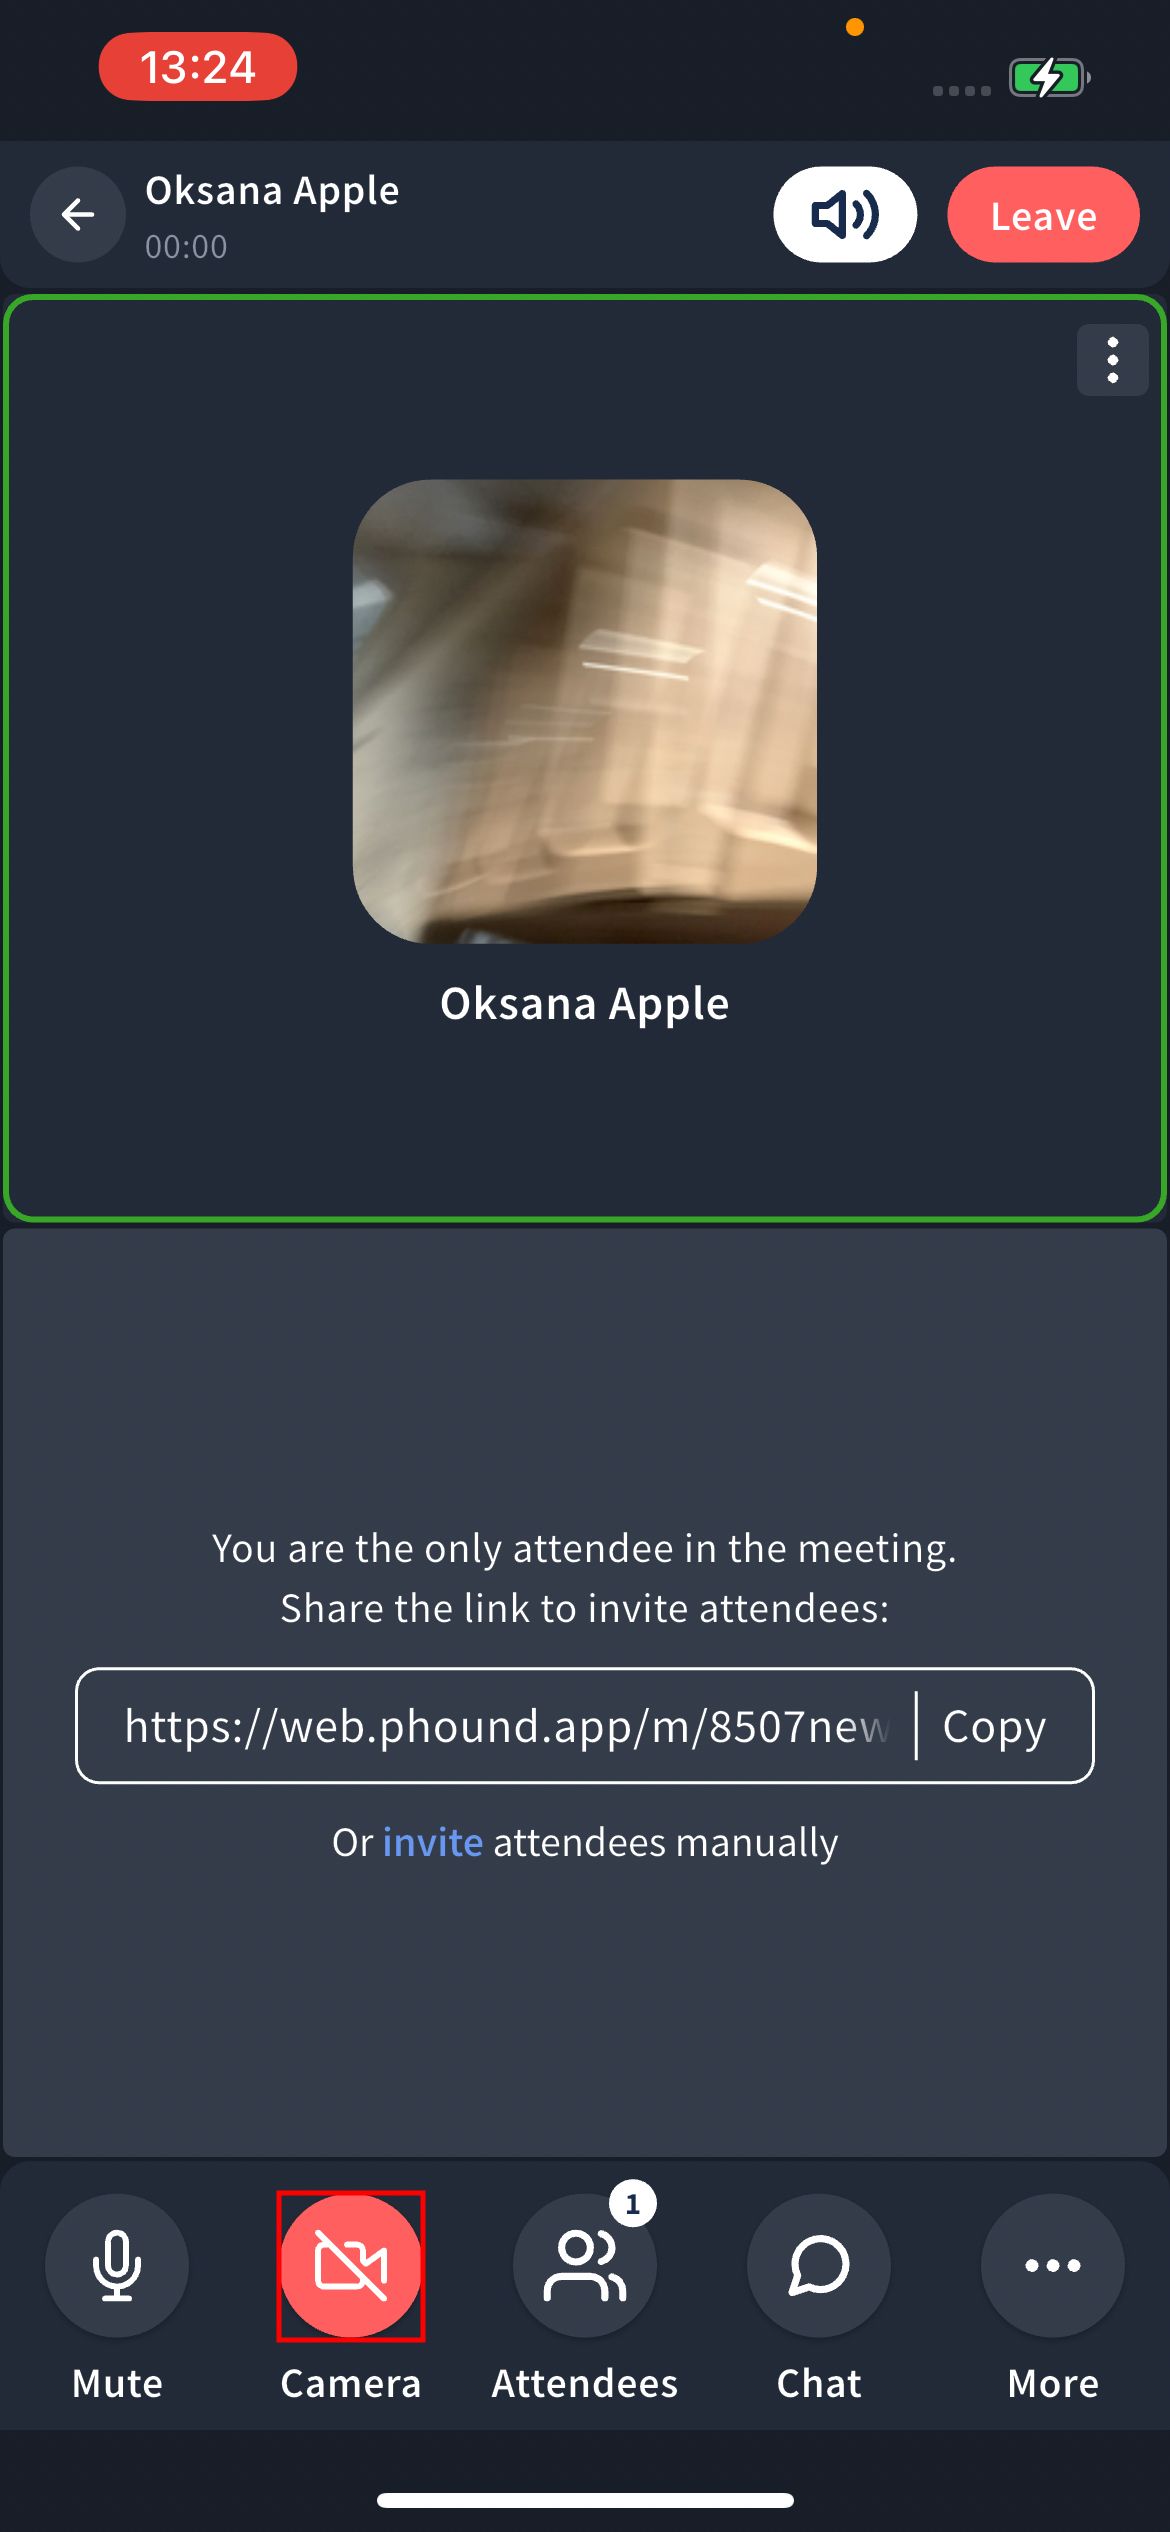 13:24
Oksana Apple
00:00
Leave
Oksana Apple
You are the only attendee in the meeting.
Share the link to invite attendees:
https://web.phound.app/m/8507new
Copy
Or invite attendees manually
1
Mute
Camera
Attendees
Chat
More